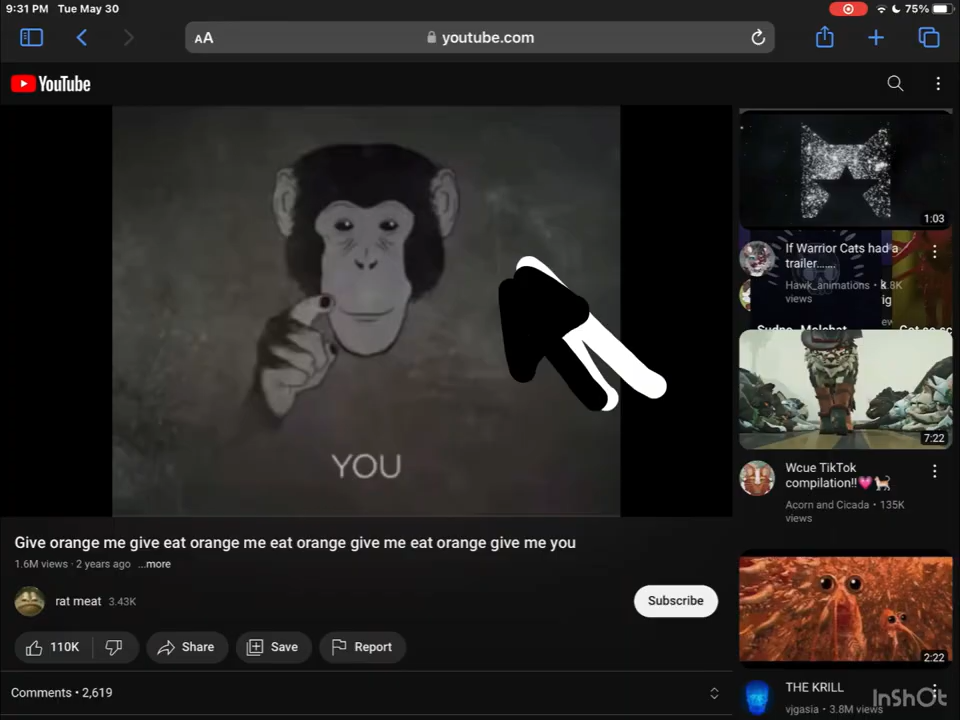 9:31 PM Tue May 30
75%
AA
youtube.com
YouTube
YOU
Give orange me give eat orange me eat orange give me eat orange give me you
1.6M views · 2 years ago ...more
rat meat 3.43K
Subscribe
110K
Share
Save
Report
Comments • 2,619
1:03
If Warrior Cats had a
trailer.......
Hawk_animations •
views
7:22
Wcue TikTok
compilation!!💗🐈
Acorn and Cicada • 135K
views
2:22
THE KRILL
vjgasia • 3.8M views
InShOt